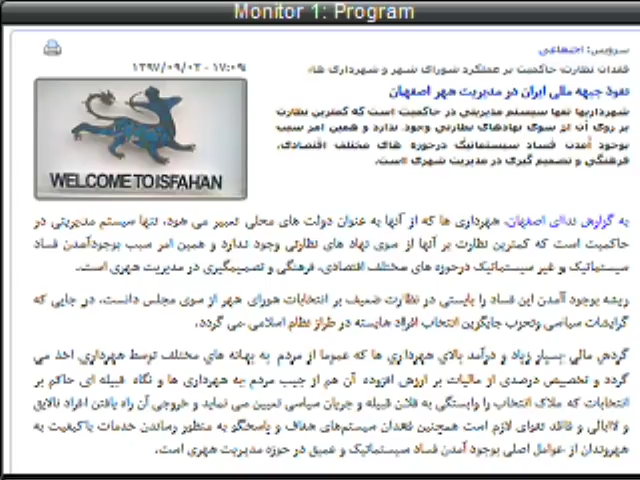 Monitor 1: Program
سرویس: اجتماعی
۱۷:۰۹ - ۱۳۹۷/۰۹/۰۳
فقدان نظارت حاکمیت بر عملکرد شورای شهر و شهرداری ها؛
نفوذ جبهه ملی ایران در مدیریت شهر اصفهان
شهرداریها تنها سیستم مدیریتی در حاکمیت است که کمترین نظارت
بر روی آن از سوی نهادهای نظارتی وجود ندارد و همین امر سبب
بوجود آمدن فساد سیستماتیک درحوزه های مختلف اقتصادی،
فرهنگی و تصمیم گیری در مدیریت شهری است.
WELCOME TO ISFAHAN
به گزارش ندای اصفهان، شهرداری ها که از آنها به عنوان دولت های محلی تعبیر می شود، تنها سیستم مدیریتی در
حاکمیت است که کمترین نظارت بر آنها از سوی نهاد های نظارتی وجود ندارد و همین امر سبب بوجودآمدن فساد
سیستماتیک و غیر سیستماتیک درحوزه های مختلف اقتصادی، فرهنگی و تصمیمگیری در مدیریت شهری است.
ریشه بوجود آمدن این فساد را بایستی در نظارت ضعیف بر انتخابات شورای شهر از سوی مجلس دانست، در جایی که
گرایشات سیاسی وتحزب جایگزین انتخاب افراد شایسته در طراز نظام اسلامی می گردد.
گردش مالی بسیار زیاد و درآمد بالای شهرداری ها که عموما از مردم به بهانه های مختلف توسط شهرداری اخذ می
گردد و تخصیص درصدی از مالیات بر ارزش افزوده آن هم از جیب مردم به شهرداری ها و نگاه قبیله ای حاکم بر
انتخابات که ملاک انتخاب را وابستگی به فلان قبیله و جریان سیاسی تعیین می نماید و خروجی آن راه یافتن افراد نالایق
و لاابالی و فاقد تقوای لازم است همچنین فقدان سیستم‌های شفاف و پاسخگو به منظور رساندن خدمات باکیفیت به
شهروندان از عوامل اصلی بوجود آمدن فساد سیستماتیک و عمیق در حوزه مدیریت شهری است.